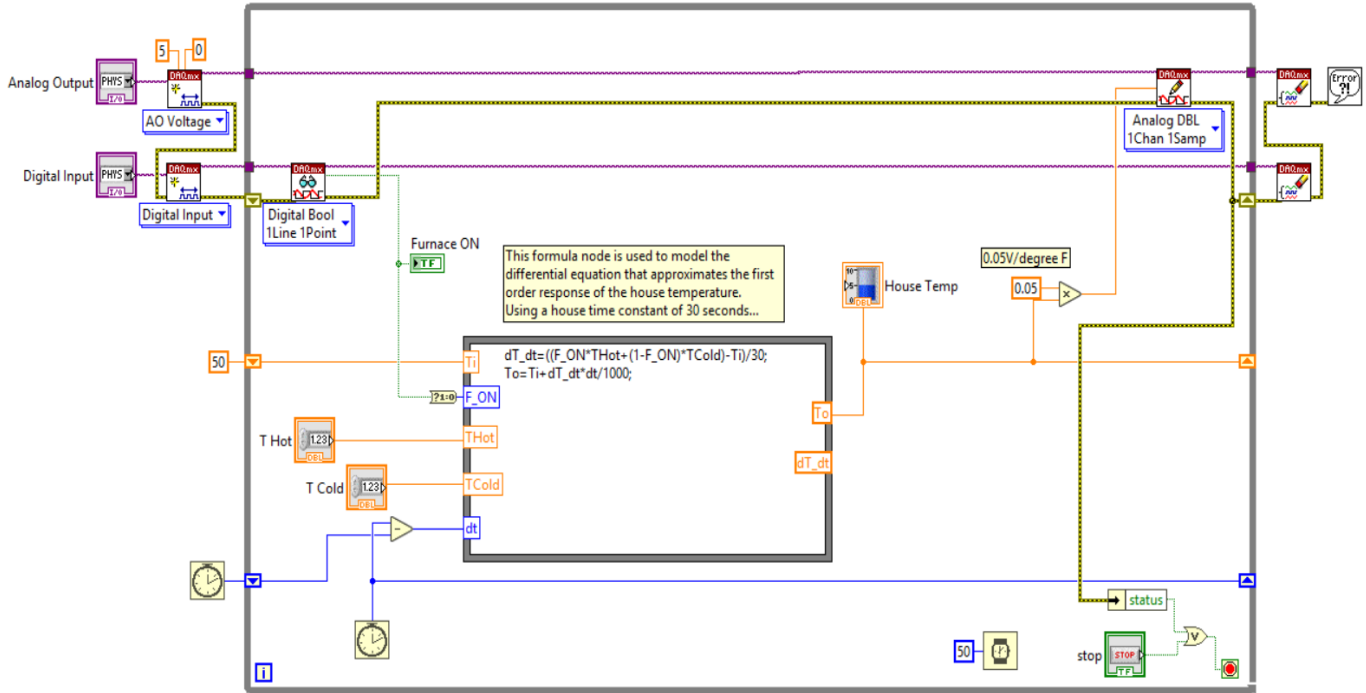 5
0
Analog Output
PHYS
I/O
DAQmx
DAQmx
DAQmx
Error
?!
AO Voltage
Analog DBL
1Chan 1Samp
Digital Input
PHYS
I/O
DAQmx
DAQmx
DAQmx
Digital Input
Digital Bool
1Line 1Point
Furnace ON
TF
This formula node is used to model the
differential equation that approximates the first
order response of the house temperature.
Using a house time constant of 30 seconds...
0.05V/degree F
10
5
0
DBL
House Temp
0.05
x
50
Ti
dT_dt=((F_ON*THot+(1-F_ON)*TCold)-Ti)/30;
To=Ti+dT_dt*dt/1000;
?1:0
F_ON
To
T Hot
1.23
DBL
THot
dT_dt
T Cold
1.23
DBL
TCold
-
dt
status
50
stop
STOP
TF
V
i